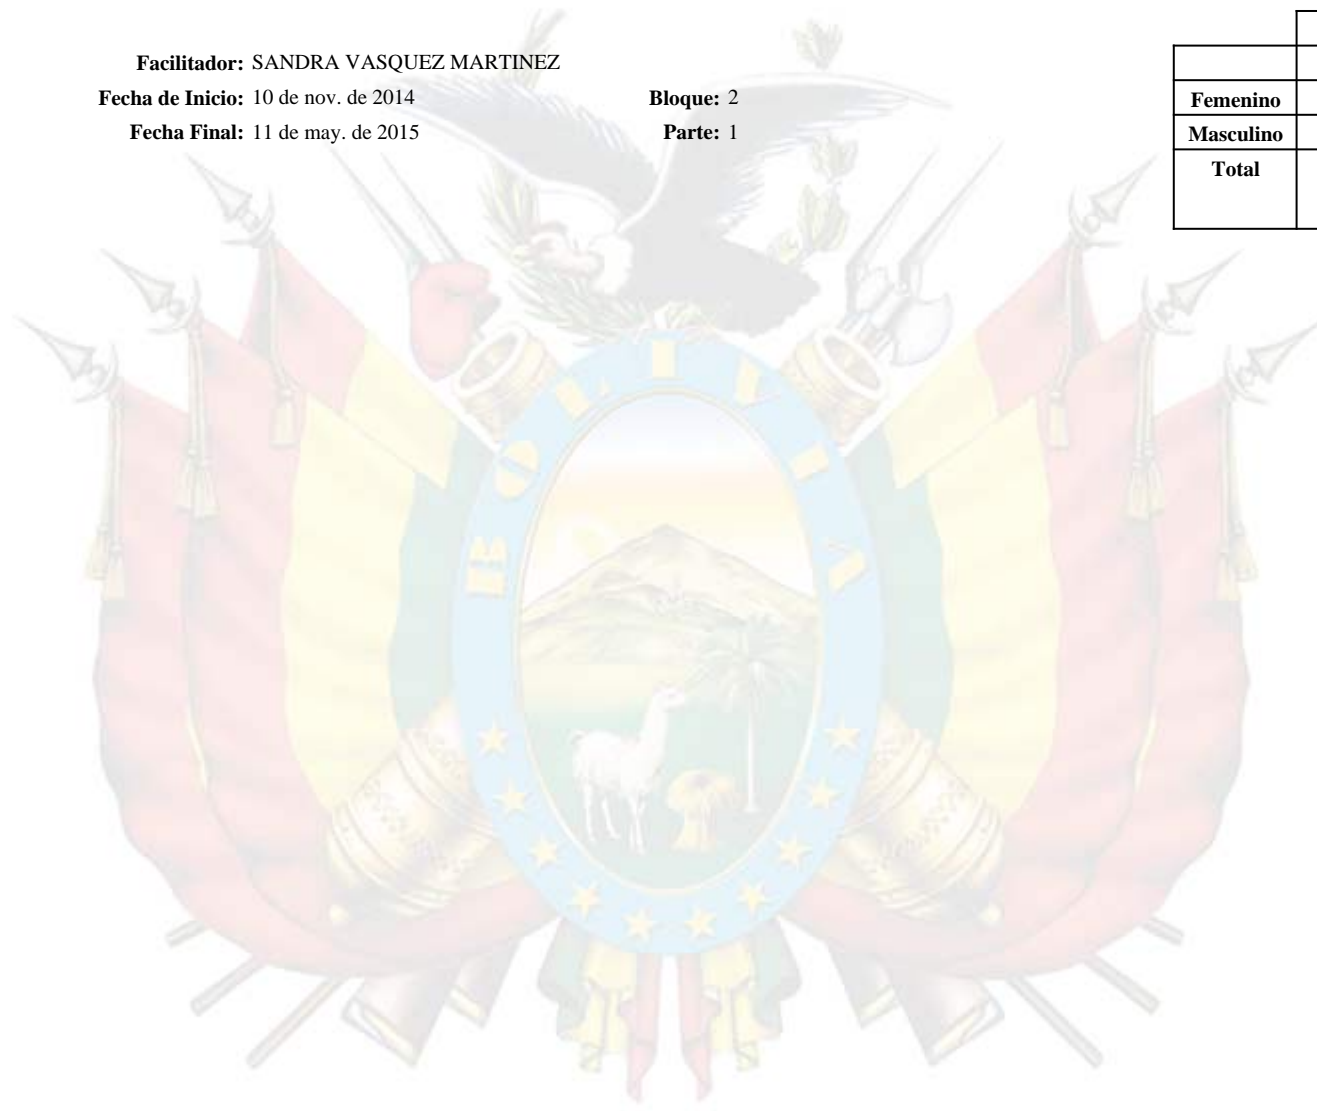 Facilitador: SANDRA VASQUEZ MARTINEZ
Fecha de Inicio: 10 de nov. de 2014 Bloque: 2
Fecha Final: 11 de may. de 2015 Parte: 1
Femenino
Masculino
Total
BOLIVIA